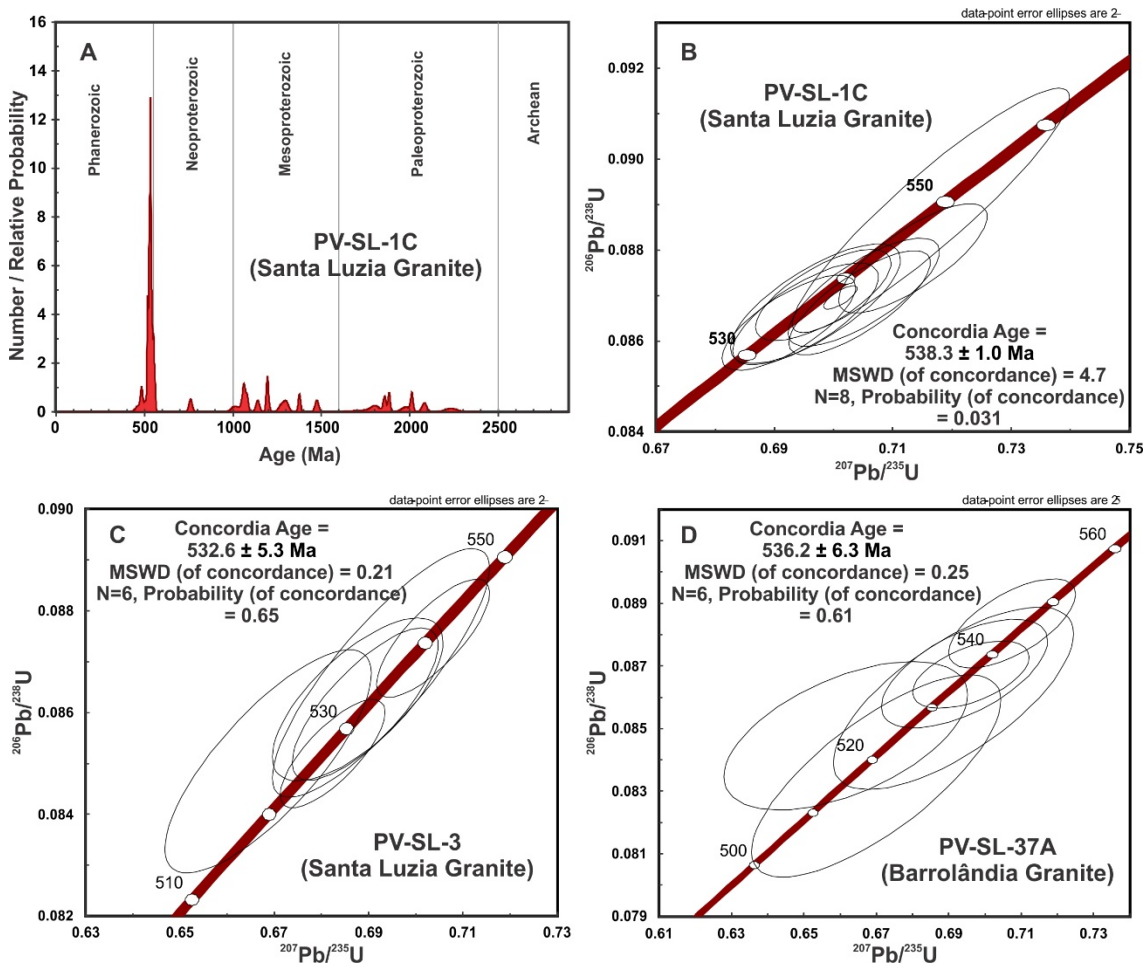 A
Number / Relative Probability
16
14
12
10
8
6
4
2
0
Phanerozoic
Neoproterozoic
Mesoproterozoic
Paleoproterozoic
Archean
PV-SL-1C
(Santa Luzia Granite)
0 500 1000 1500 2000 2500
Age (Ma)
data-point error ellipses are 2
B
PV-SL-1C
(Santa Luzia Granite)
206Pb/238U
0.092
0.090
0.088
0.086
0.084
550
530
Concordia Age =
538.3 ± 1.0 Ma
MSWD (of concordance) = 4.7
N=8, Probability (of concordance)
= 0.031
0.67 0.69 0.71 0.73 0.75
207Pb/235U
data-point error ellipses are 2
C
Concordia Age =
532.6 ± 5.3 Ma
MSWD (of concordance) = 0.21
N=6, Probability (of concordance)
= 0.65
206Pb/238U
0.090
0.088
0.086
0.084
0.082
550
530
510
PV-SL-3
(Santa Luzia Granite)
0.63 0.65 0.67 0.69 0.71 0.73
207Pb/235U
data-point error ellipses are 2
D
Concordia Age =
536.2 ± 6.3 Ma
MSWD (of concordance) = 0.25
N=6, Probability (of concordance)
= 0.61
206Pb/238U
0.091
0.089
0.087
0.085
0.083
0.081
0.079
560
540
520
500
PV-SL-37A
(Barrolândia Granite)
0.61 0.63 0.65 0.67 0.69 0.71 0.73
207Pb/235U